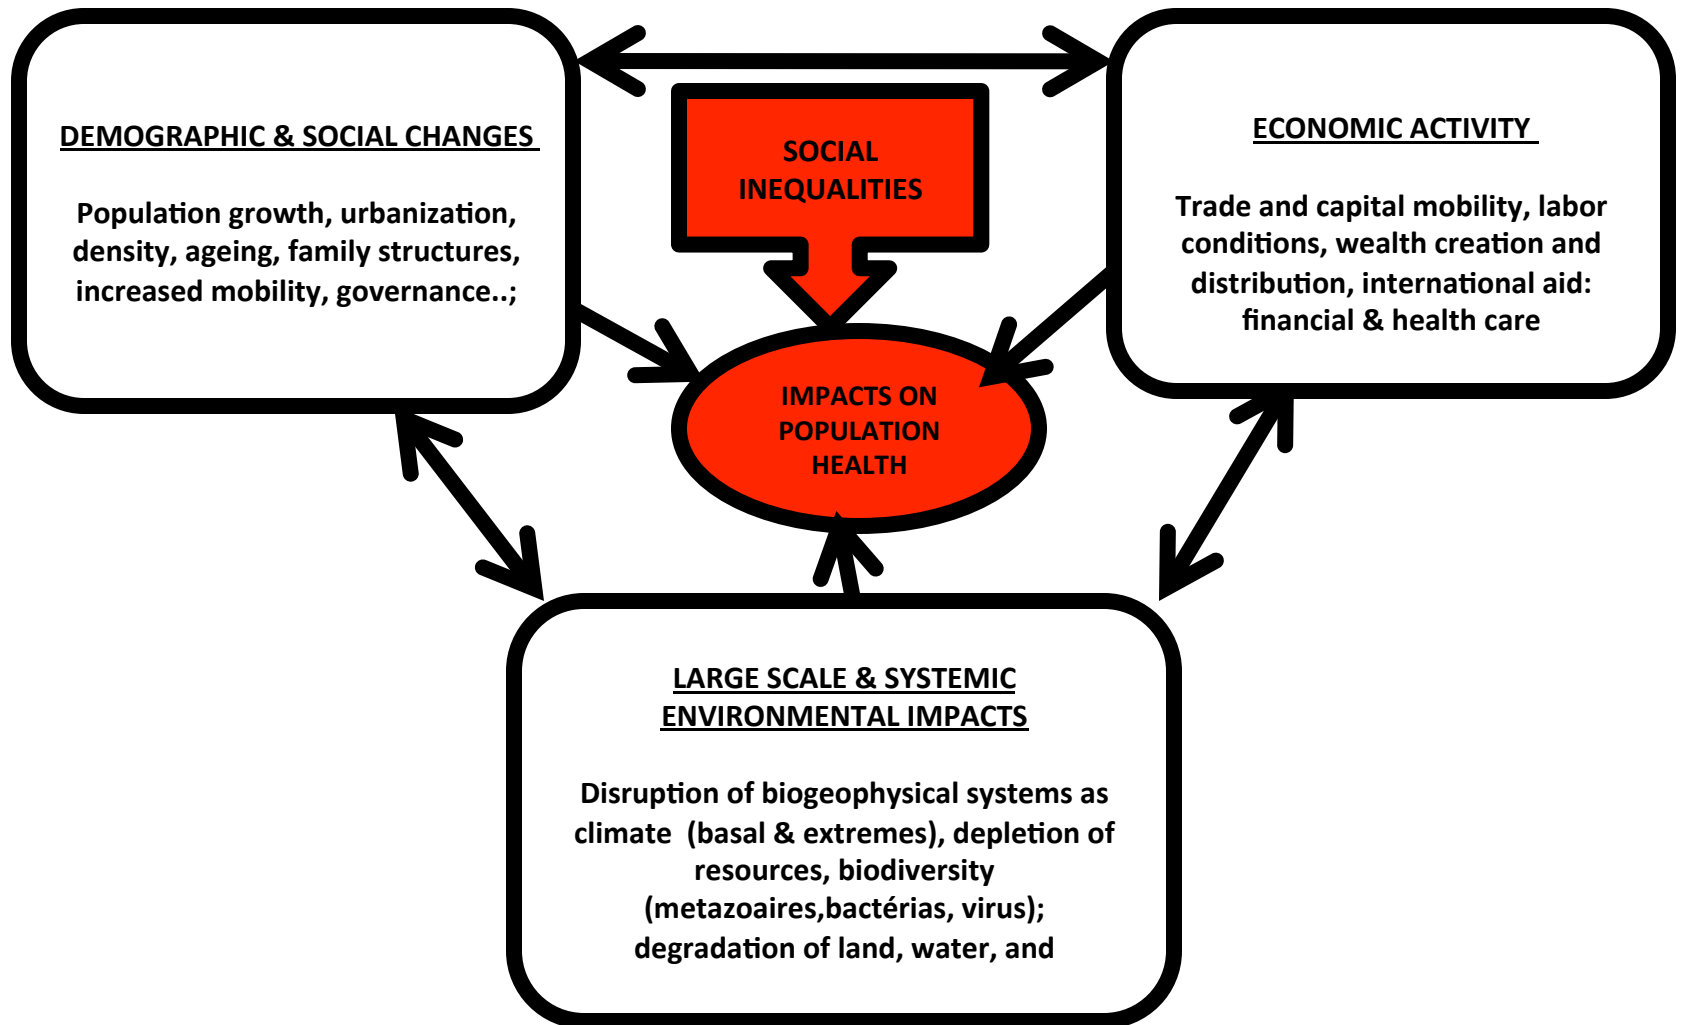 DEMOGRAPHIC & SOCIAL CHANGES
Population growth, urbanization,
density, ageing, family structures,
increased mobility, governance..;
SOCIAL
INEQUALITIES
ECONOMIC ACTIVITY
Trade and capital mobility, labor
conditions, wealth creation and
distribution, international aid:
financial & health care
IMPACTS ON
POPULATION
HEALTH
LARGE SCALE & SYSTEMIC
ENVIRONMENTAL IMPACTS
Disruption of biogeophysical systems as
climate (basal & extremes), depletion of
resources, biodiversity
(metazoaires,bactérias, virus);
degradation of land, water, and